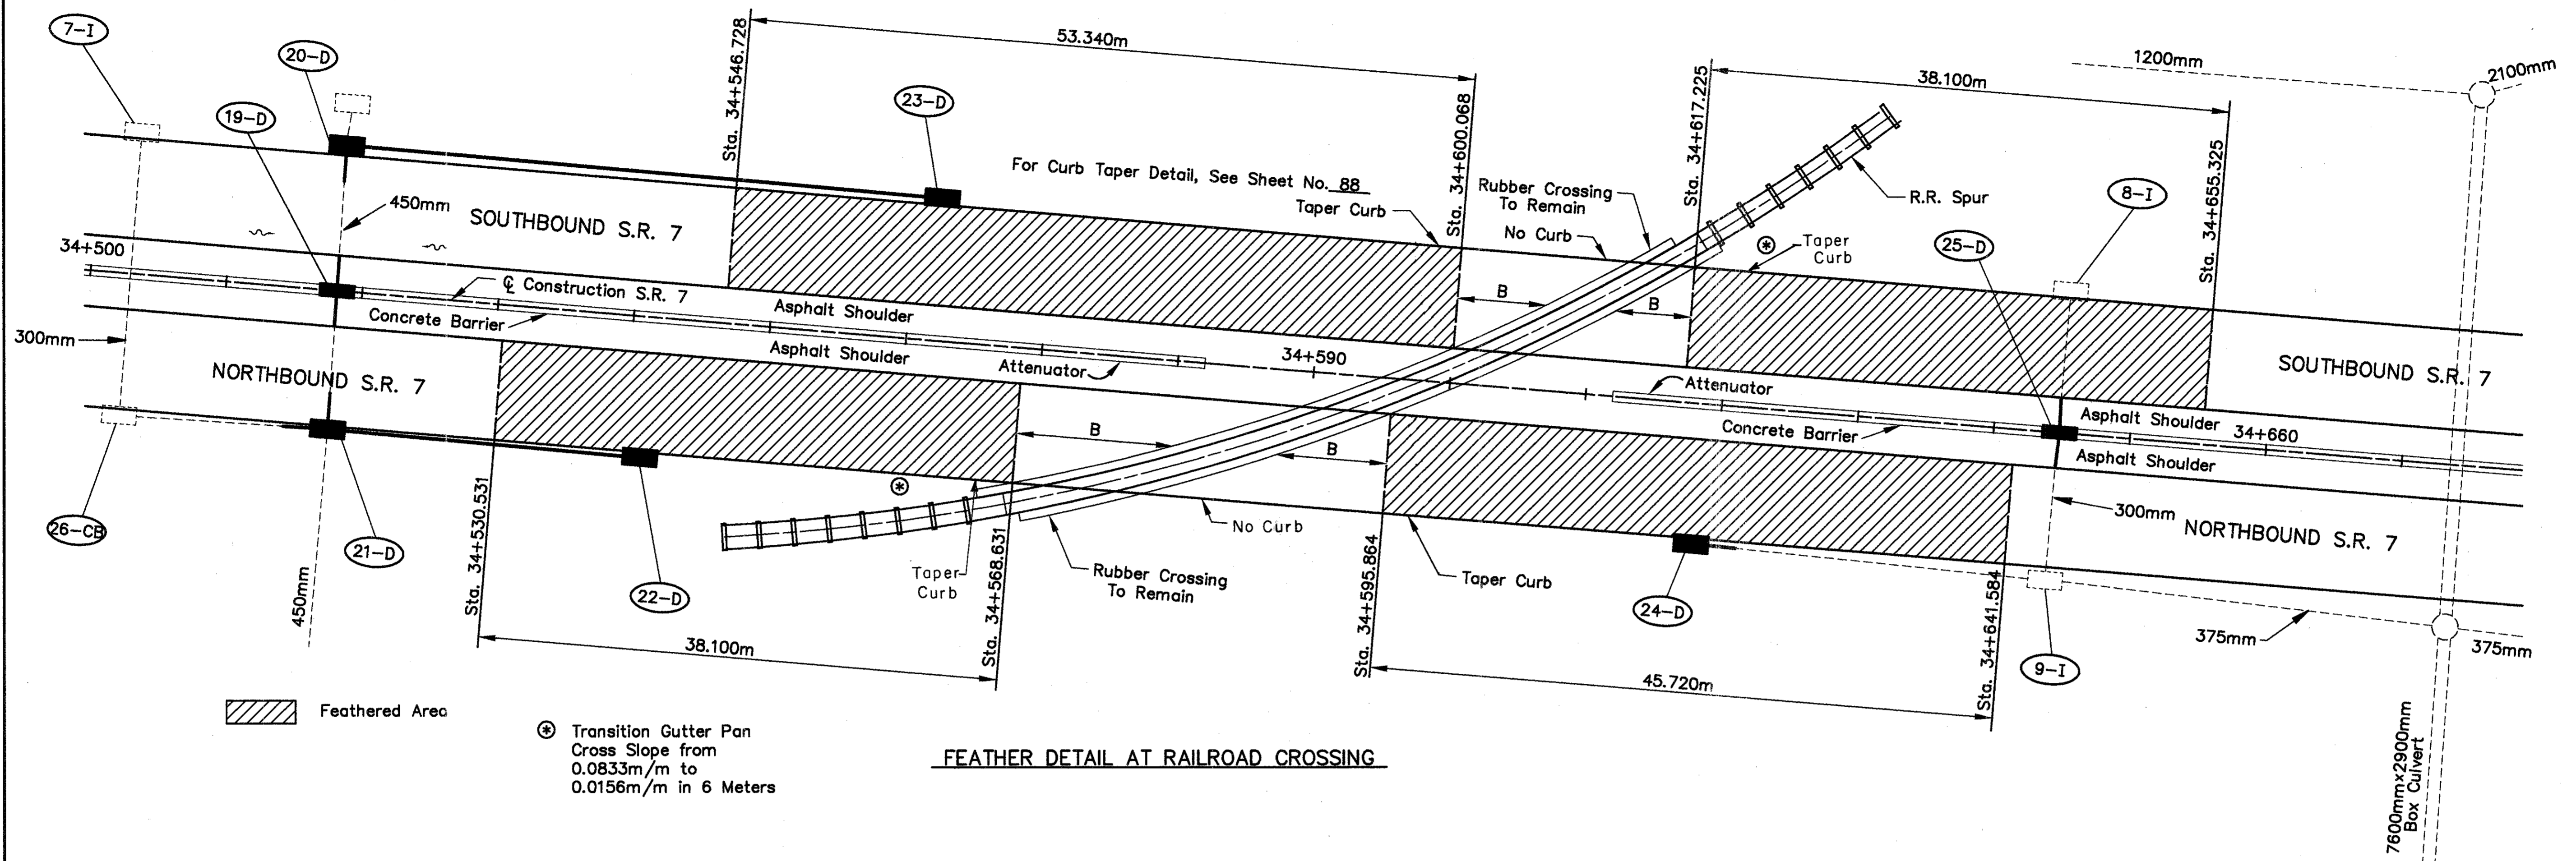 7-I
20-D
19-D
23-D
Sta. 34+546.728
53.340m
Sta. 34+600.068
Sta. 34+617.225
38.100m
Sta. 34+655.325
1200mm
2100mm
For Curb Taper Detail, See Sheet No. 88
Taper Curb
Rubber Crossing
To Remain
No Curb
R.R. Spur
Taper
Curb
8-I
25-D
450mm
SOUTHBOUND S.R. 7
34+500
℄ Construction S.R. 7
Concrete Barrier
Asphalt Shoulder
Asphalt Shoulder
Attenuator
34+590
B
B
Attenuator
Concrete Barrier
Asphalt Shoulder
34+660
Asphalt Shoulder
SOUTHBOUND S.R. 7
300mm
NORTHBOUND S.R. 7
B
B
26-CB
21-D
22-D
450mm
Sta. 34+530.531
38.100m
Sta. 34+568.631
Taper
Curb
Rubber Crossing
To Remain
No Curb
Sta. 34+595.864
Taper Curb
45.720m
24-D
Sta. 34+641.584
9-I
300mm
NORTHBOUND S.R. 7
375mm
375mm
7600mm×2900mm
Box Culvert
Feathered Area
Transition Gutter Pan
Cross Slope from
0.0833m/m to
0.0156m/m in 6 Meters
FEATHER DETAIL AT RAILROAD CROSSING